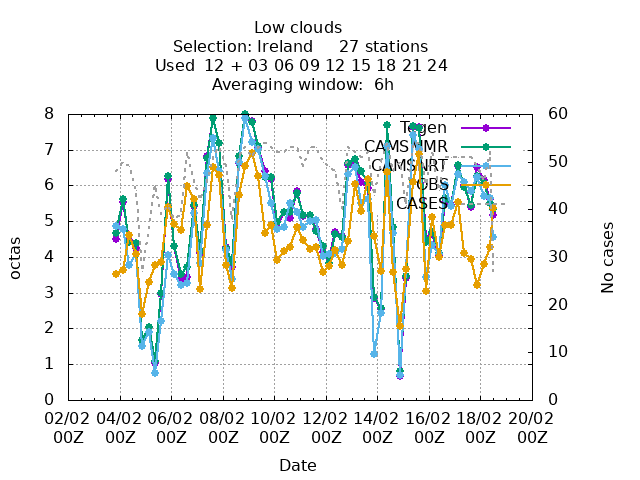 Low clouds
Selection: Ireland 27 stations
Used 12 + 03 06 09 12 15 18 21 24
Averaging window: 6h
8 60
7 50
6 40
5 30
4 20
3 10
2 0
1
0
Tegen
CAMSIMMR
CAMSNRT
OBS
CASES
octas
No cases
02/02 04/02 06/02 08/02 10/02 12/02 14/02 16/02 18/02 20/02
00Z 00Z 00Z 00Z 00Z 00Z 00Z 00Z 00Z 00Z
Date